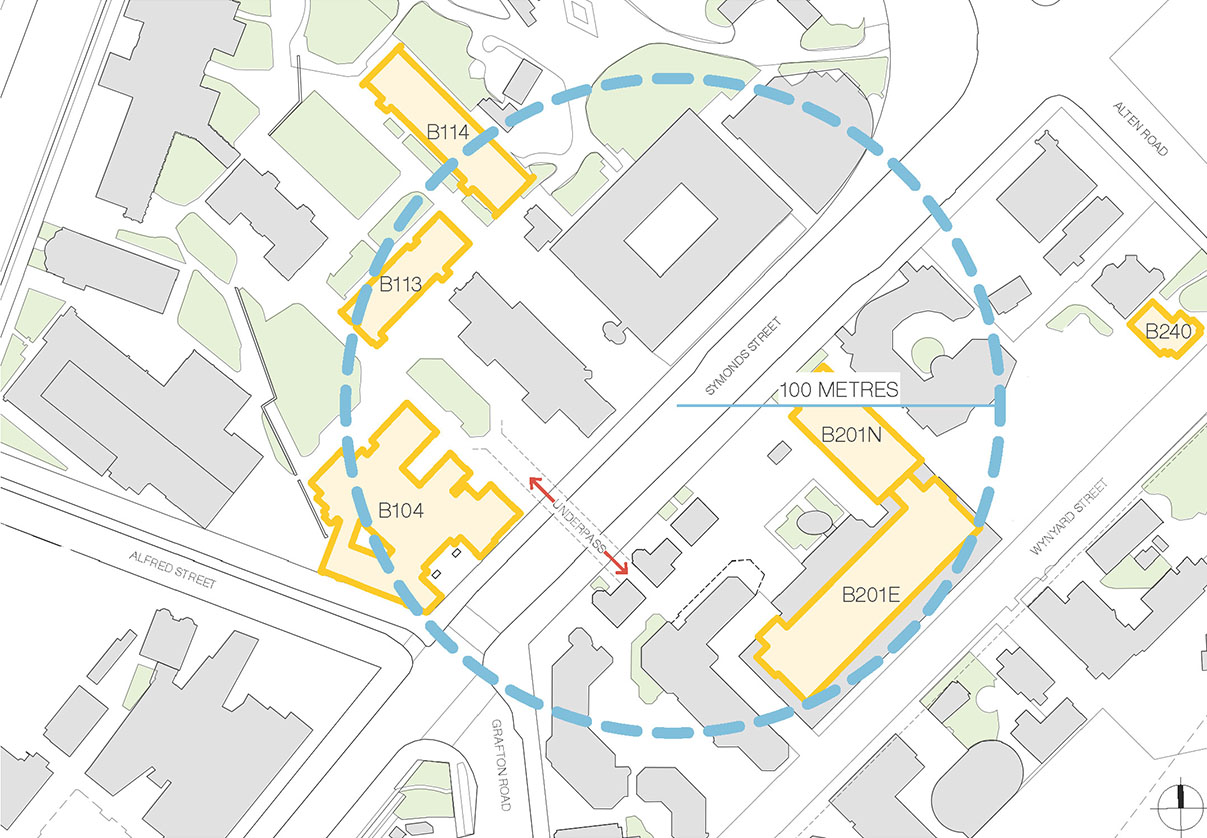 ALTEN ROAD
B114
B113
SYMONDS STREET
B240
100 METRES
B201N
B104
UNDERPASS
WYNYARD STREET
ALFRED STREET
B201E
GRAFTON ROAD